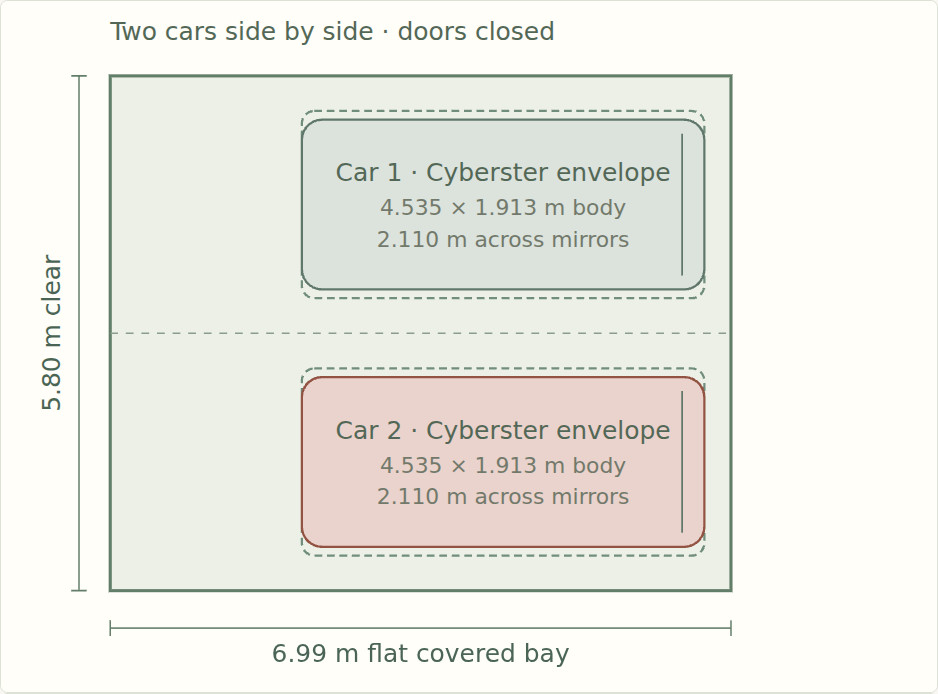 Two cars side by side · doors closed
Car 1 · Cyberster envelope
4.535 × 1.913 m body
2.110 m across mirrors
5.80 m clear
Car 2 · Cyberster envelope
4.535 × 1.913 m body
2.110 m across mirrors
6.99 m flat covered bay